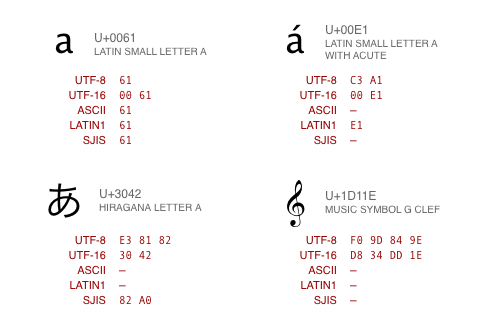 a U+0061
LATIN SMALL LETTER A
UTF-8 61
UTF-16 00 61
ASCII 61
LATIN1 61
SJIS 61
á U+00E1
LATIN SMALL LETTER A
WITH ACUTE
UTF-8 C3 A1
UTF-16 00 E1
ASCII –
LATIN1 E1
SJIS –
あ U+3042
HIRAGANA LETTER A
UTF-8 E3 81 82
UTF-16 30 42
ASCII –
LATIN1 –
SJIS 82 A0
𝄞 U+1D11E
MUSIC SYMBOL G CLEF
UTF-8 F0 9D 84 9E
UTF-16 D8 34 DD 1E
ASCII –
LATIN1 –
SJIS –